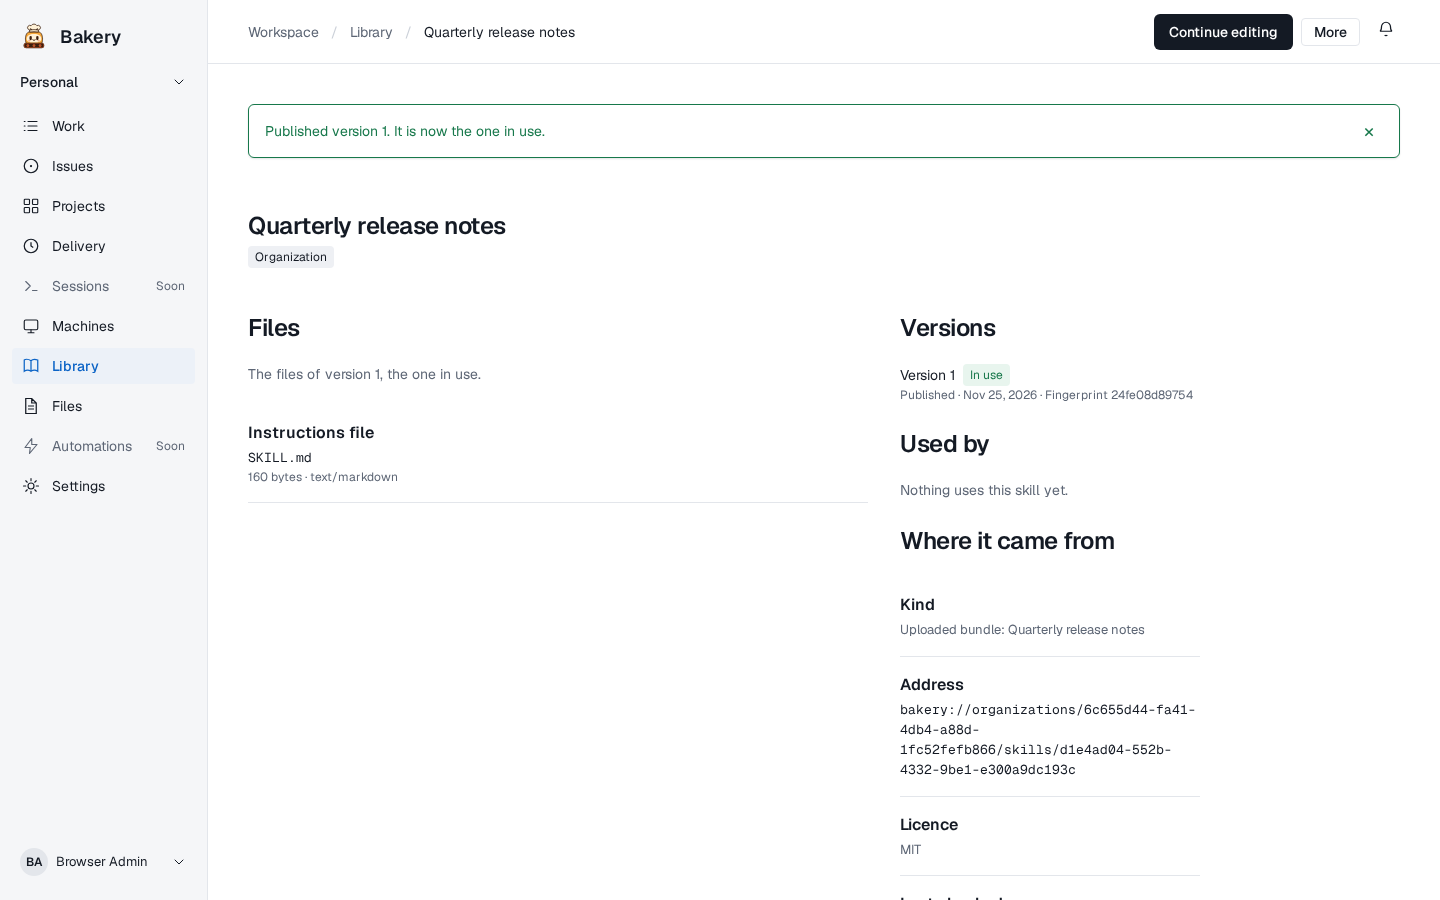 Bakery
Personal
Work
Issues
Projects
Delivery
Sessions Soon
Machines
Library
Files
Automations Soon
Settings
BA Browser Admin
Workspace / Library / Quarterly release notes
Continue editing
More
Published version 1. It is now the one in use.
Quarterly release notes
Organization
Files
The files of version 1, the one in use.
Instructions file
SKILL.md
160 bytes · text/markdown
Versions
Version 1 In use
Published · Nov 25, 2026 · Fingerprint 24fe08d89754
Used by
Nothing uses this skill yet.
Where it came from
Kind
Uploaded bundle: Quarterly release notes
Address
bakery://organizations/6c655d44-fa41-
4db4-a88d-
1fc52fefb866/skills/d1e4ad04-552b-
4332-9be1-e300a9dc193c
Licence
MIT